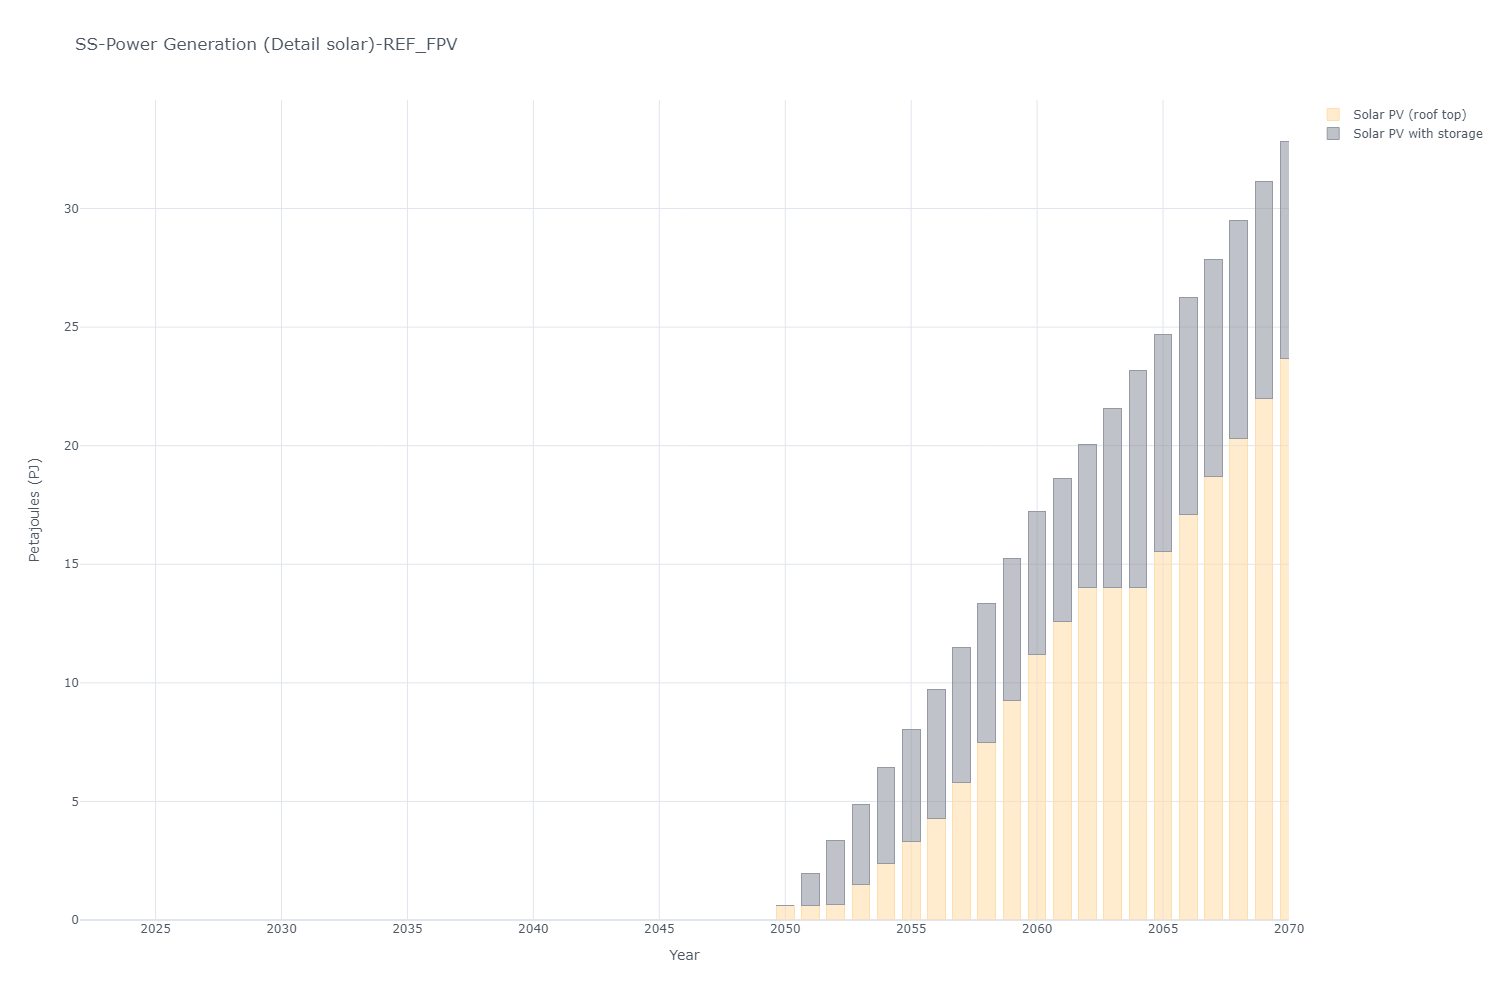 SS-Power Generation (Detail solar)-REF_FPV
Solar PV (roof top)
Solar PV with storage
30
25
20
15
10
5
0
Petajoules (PJ)
2025 2030 2035 2040 2045 2050 2055 2060 2065 2070
Year